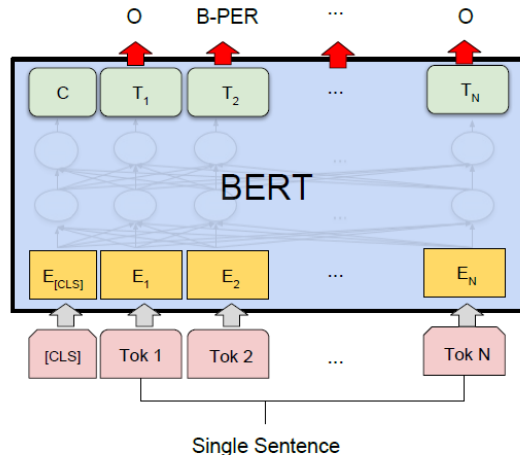 O B-PER ... O
C T1 T2 ... TN
...
BERT
...
E[CLS] E1 E2 ... EN
[CLS] Tok 1 Tok 2 ... Tok N
Single Sentence